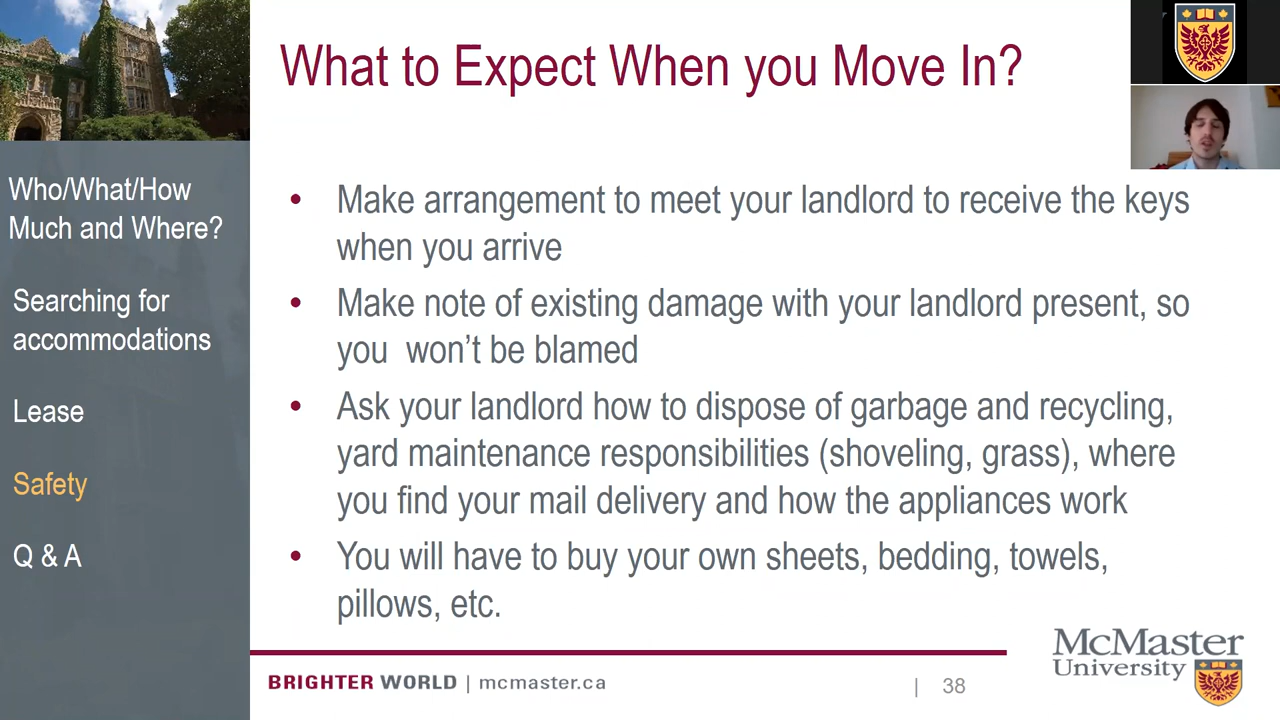 What to Expect When you Move In?
Who/What/How
Much and Where?
Searching for
accommodations
Lease
Safety
Q & A
• Make arrangement to meet your landlord to receive the keys
when you arrive
• Make note of existing damage with your landlord present, so
you won’t be blamed
• Ask your landlord how to dispose of garbage and recycling,
yard maintenance responsibilities (shoveling, grass), where
you find your mail delivery and how the appliances work
• You will have to buy your own sheets, bedding, towels,
pillows, etc.
BRIGHTER WORLD | mcmaster.ca
| 38
McMaster
University